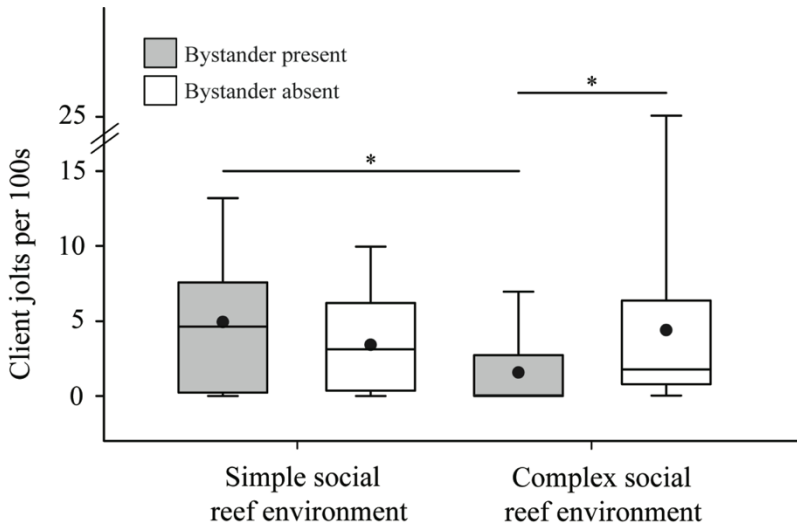 Bystander present
Bystander absent
25
*
15
*
10
5
0
Client jolts per 100s
Simple social
reef environment
Complex social
reef environment